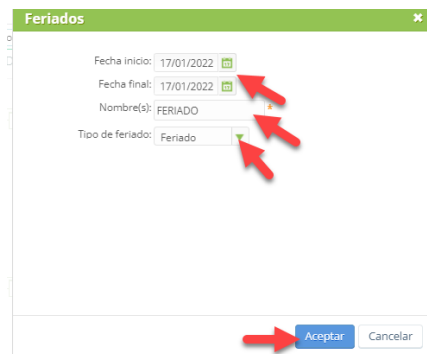 Feriados
Fecha inicio: 17/01/2022
Fecha final: 17/01/2022
Nombre(s): FERIADO *
Tipo de feriado: Feriado
Aceptar Cancelar